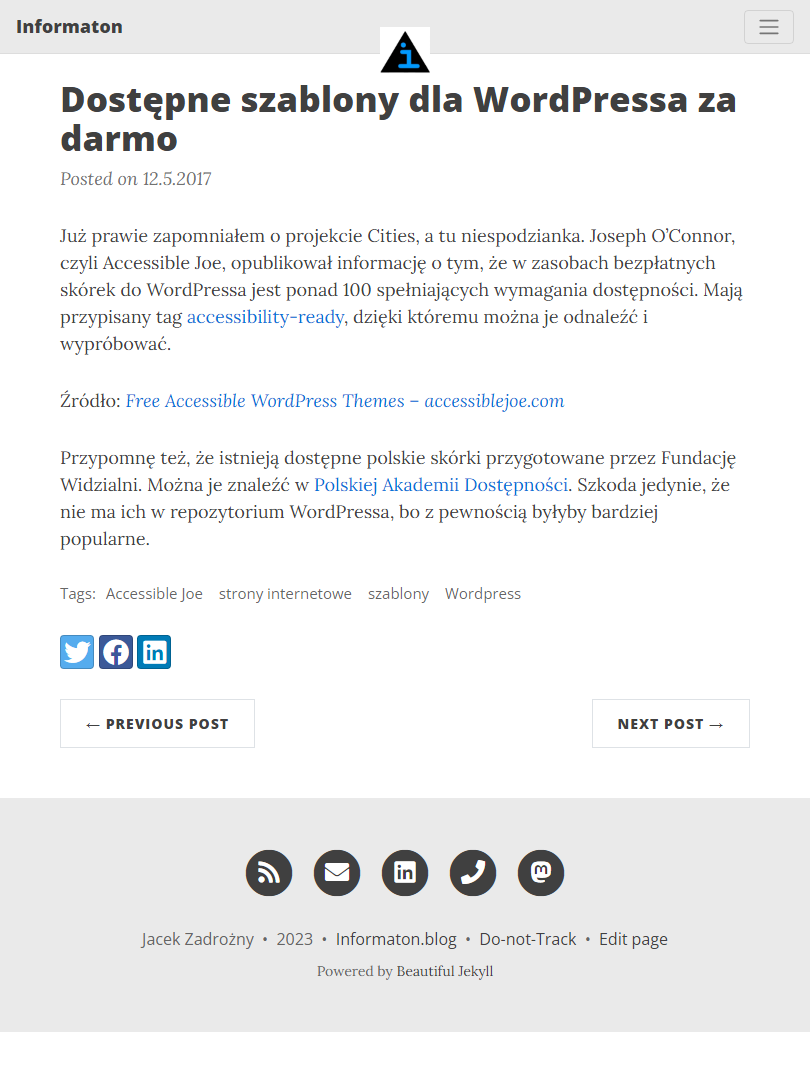 Informaton
i
Dostępne szablony dla WordPressa za
darmo
Posted on 12.5.2017
Już prawie zapomniałem o projekcie Cities, a tu niespodzianka. Joseph O’Connor,
czyli Accessible Joe, opublikował informację o tym, że w zasobach bezpłatnych
skórek do WordPressa jest ponad 100 spełniających wymagania dostępności. Mają
przypisany tag accessibility-ready, dzięki któremu można je odnaleźć i
wypróbować.
Źródło: Free Accessible WordPress Themes – accessiblejoe.com
Przypomnę też, że istnieją dostępne polskie skórki przygotowane przez Fundację
Widzialni. Można je znaleźć w Polskiej Akademii Dostępności. Szkoda jedynie, że
nie ma ich w repozytorium WordPressa, bo z pewnością byłyby bardziej
popularne.
Tags: Accessible Joe strony internetowe szablony Wordpress
← PREVIOUS POST
NEXT POST →
Jacek Zadrożny • 2023 • Informaton.blog • Do-not-Track • Edit page
Powered by Beautiful Jekyll